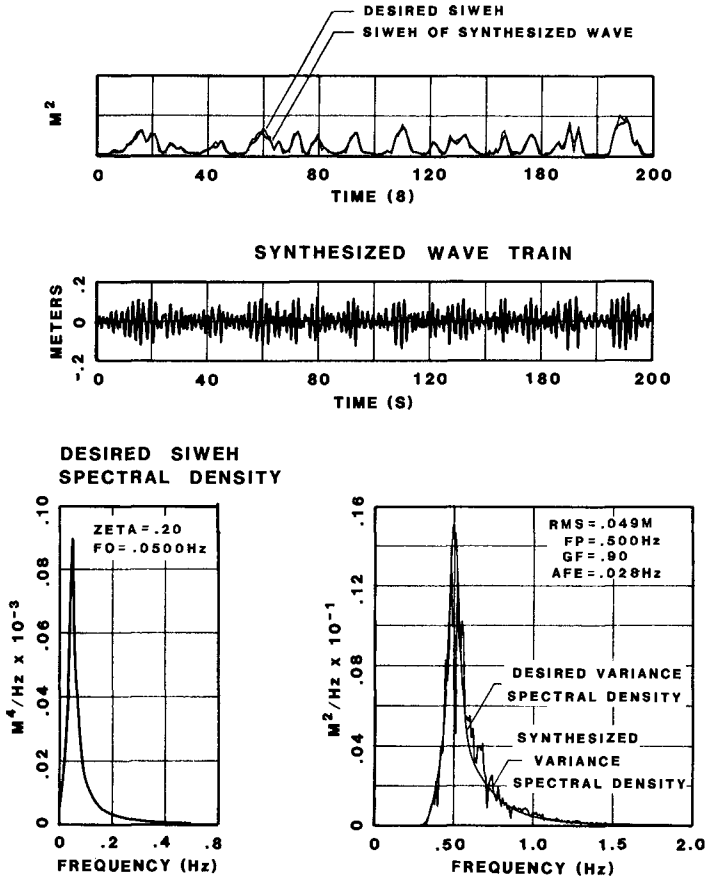 DESIRED SIWEH
SIWEH OF SYNTHESIZED WAVE
M²
0 40 80 120 160 200
TIME (S)
SYNTHESIZED WAVE TRAIN
METERS
.2
0
-.2
0 40 80 120 180 200
TIME (S)
DESIRED SIWEH
SPECTRAL DENSITY
M⁴/Hz x 10⁻³
.10
.08
.06
.04
.02
0
ZETA=.20
FO=.0500Hz
0 .2 .4 .8
FREQUENCY (Hz)
M²/Hz x 10⁻¹
.16
.12
.08
.04
0
RMS=.049M
FP=.500Hz
GF=.90
AFE=.028Hz
DESIRED VARIANCE
SPECTRAL DENSITY
SYNTHESIZED
VARIANCE
SPECTRAL DENSITY
0 .50 1.0 1.5 2.0
FREQUENCY (Hz)